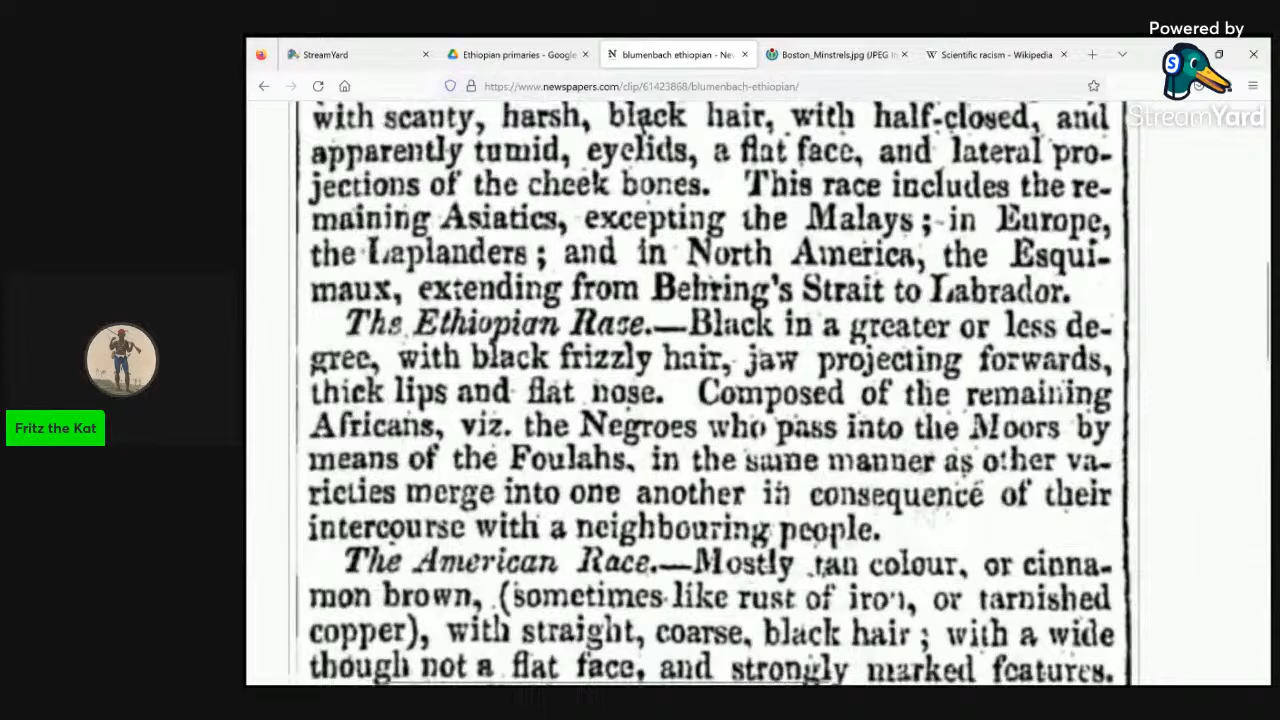 Powered by
StreamYard
StreamYard
Ethiopian primaries - Google
blumenbach ethiopian - Ne
Boston_Minstrels.jpg (JPEG I
Scientific racism - Wikipedia
https://www.newspapers.com/clip/61423868/blumenbach-ethiopian/
with scanty, harsh, black hair, with half-closed, and
apparently tumid, eyelids, a flat face, and lateral pro-
jections of the cheek bones. This race includes the re-
maining Asiatics, excepting the Malays; in Europe,
the Laplanders; and in North America, the Esqui-
maux, extending from Behring's Strait to Labrador.
The Ethiopian Race.—Black in a greater or less de-
gree, with black frizzly hair, jaw projecting forwards,
thick lips and flat nose. Composed of the remaining
Africans, viz. the Negroes who pass into the Moors by
means of the Foulahs, in the same manner as other va-
rieties merge into one another in consequence of their
intercourse with a neighbouring people.
The American Race.—Mostly tan colour, or cinna-
mon brown, (sometimes like rust of iron, or tarnished
copper), with straight, coarse, black hair; with a wide
though not a flat face, and strongly marked features.
Fritz the Kat